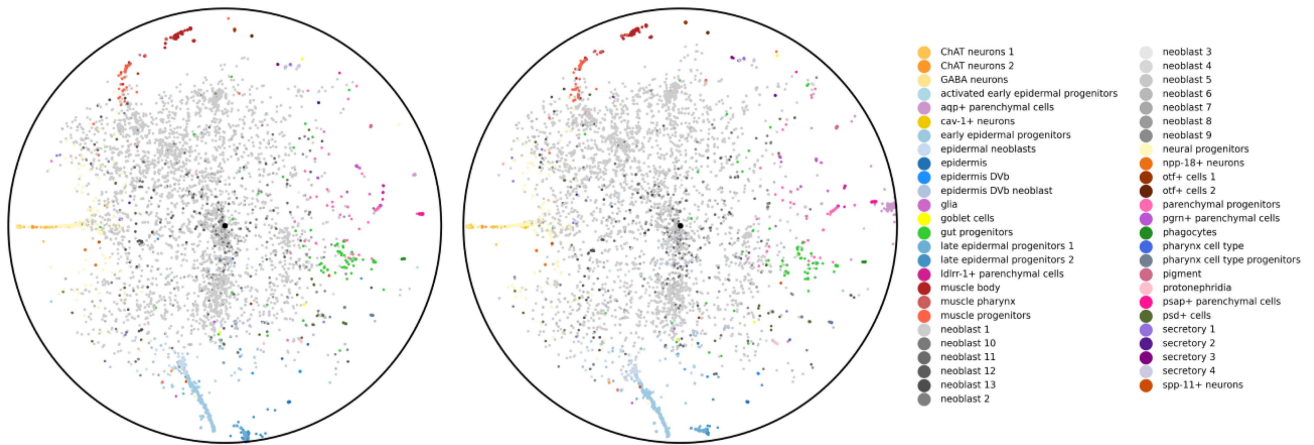 ChAT neurons 1
ChAT neurons 2
GABA neurons
activated early epidermal progenitors
aqp+ parenchymal cells
cav-1+ neurons
early epidermal progenitors
epidermal neoblasts
epidermis
epidermis DVb
epidermis DVb neoblast
glia
goblet cells
gut progenitors
late epidermal progenitors 1
late epidermal progenitors 2
ldlrr-1+ parenchymal cells
muscle body
muscle pharynx
muscle progenitors
neoblast 1
neoblast 10
neoblast 11
neoblast 12
neoblast 13
neoblast 2
neoblast 3
neoblast 4
neoblast 5
neoblast 6
neoblast 7
neoblast 8
neoblast 9
neural progenitors
npp-18+ neurons
otf+ cells 1
otf+ cells 2
parenchymal progenitors
pgrn+ parenchymal cells
phagocytes
pharynx cell type
pharynx cell type progenitors
pigment
protonephridia
psap+ parenchymal cells
psd+ cells
secretory 1
secretory 2
secretory 3
secretory 4
spp-11+ neurons